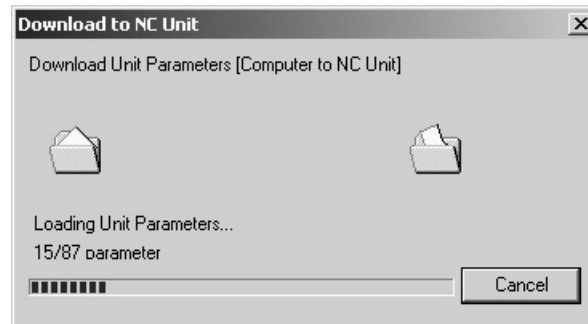 Download to NC Unit
Download Unit Parameters [Computer to NC Unit]
Loading Unit Parameters...
15/87 parameter
Cancel